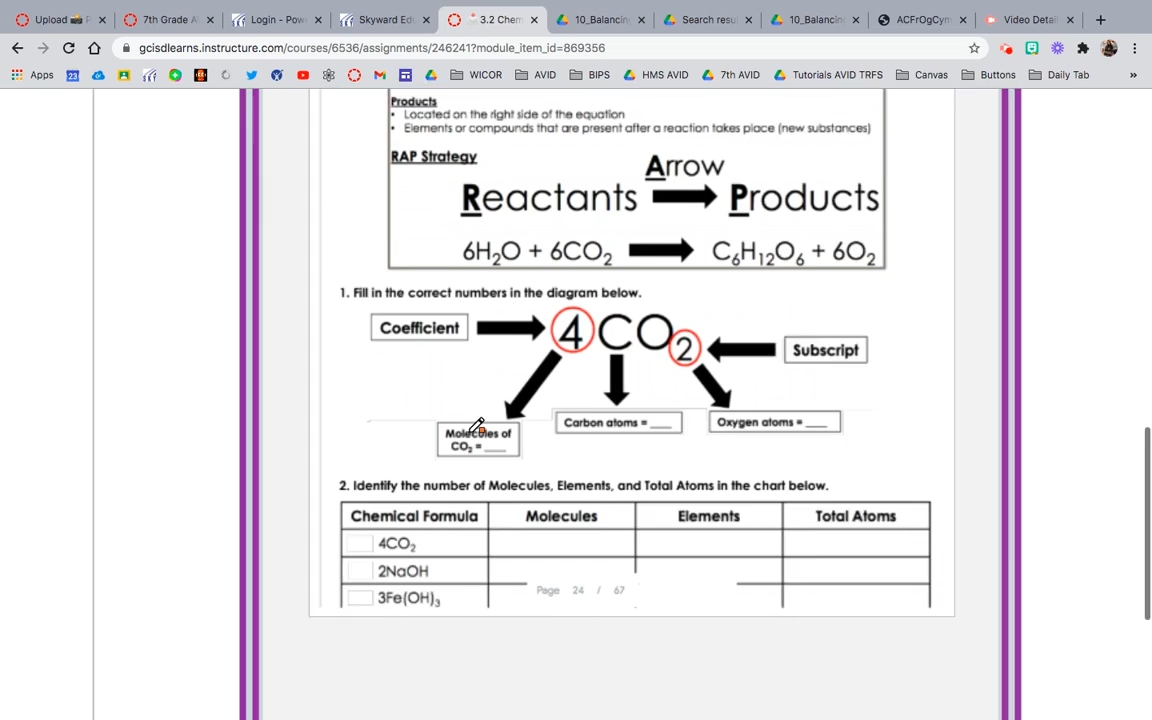 Upload 📸 P
7th Grade A
Login - Pow
Skyward Edu
3.2 Chem
10_Balancing
Search resu
10_Balancin
ACFrOgCym
Video Detail
gcisdlearns.instructure.com/courses/6536/assignments/246241?module_item_id=869356
Apps
23
WICOR
AVID
BIPS
HMS AVID
7th AVID
Tutorials AVID TRFS
Canvas
Buttons
Daily Tab
»
Products
• Located on the right side of the equation
• Elements or compounds that are present after a reaction takes place (new substances)
RAP Strategy
Arrow
Reactants Products
6H₂O + 6CO₂ C₆H₁₂O₆ + 6O₂
1. Fill in the correct numbers in the diagram below.
Coefficient
4CO₂
Subscript
Carbon atoms = ____
Oxygen atoms = ____
Molecules of
CO₂ = ____
2. Identify the number of Molecules, Elements, and Total Atoms in the chart below.
Chemical Formula Molecules Elements Total Atoms
4CO₂
2NaOH
Page 24 / 67
3Fe(OH)₃